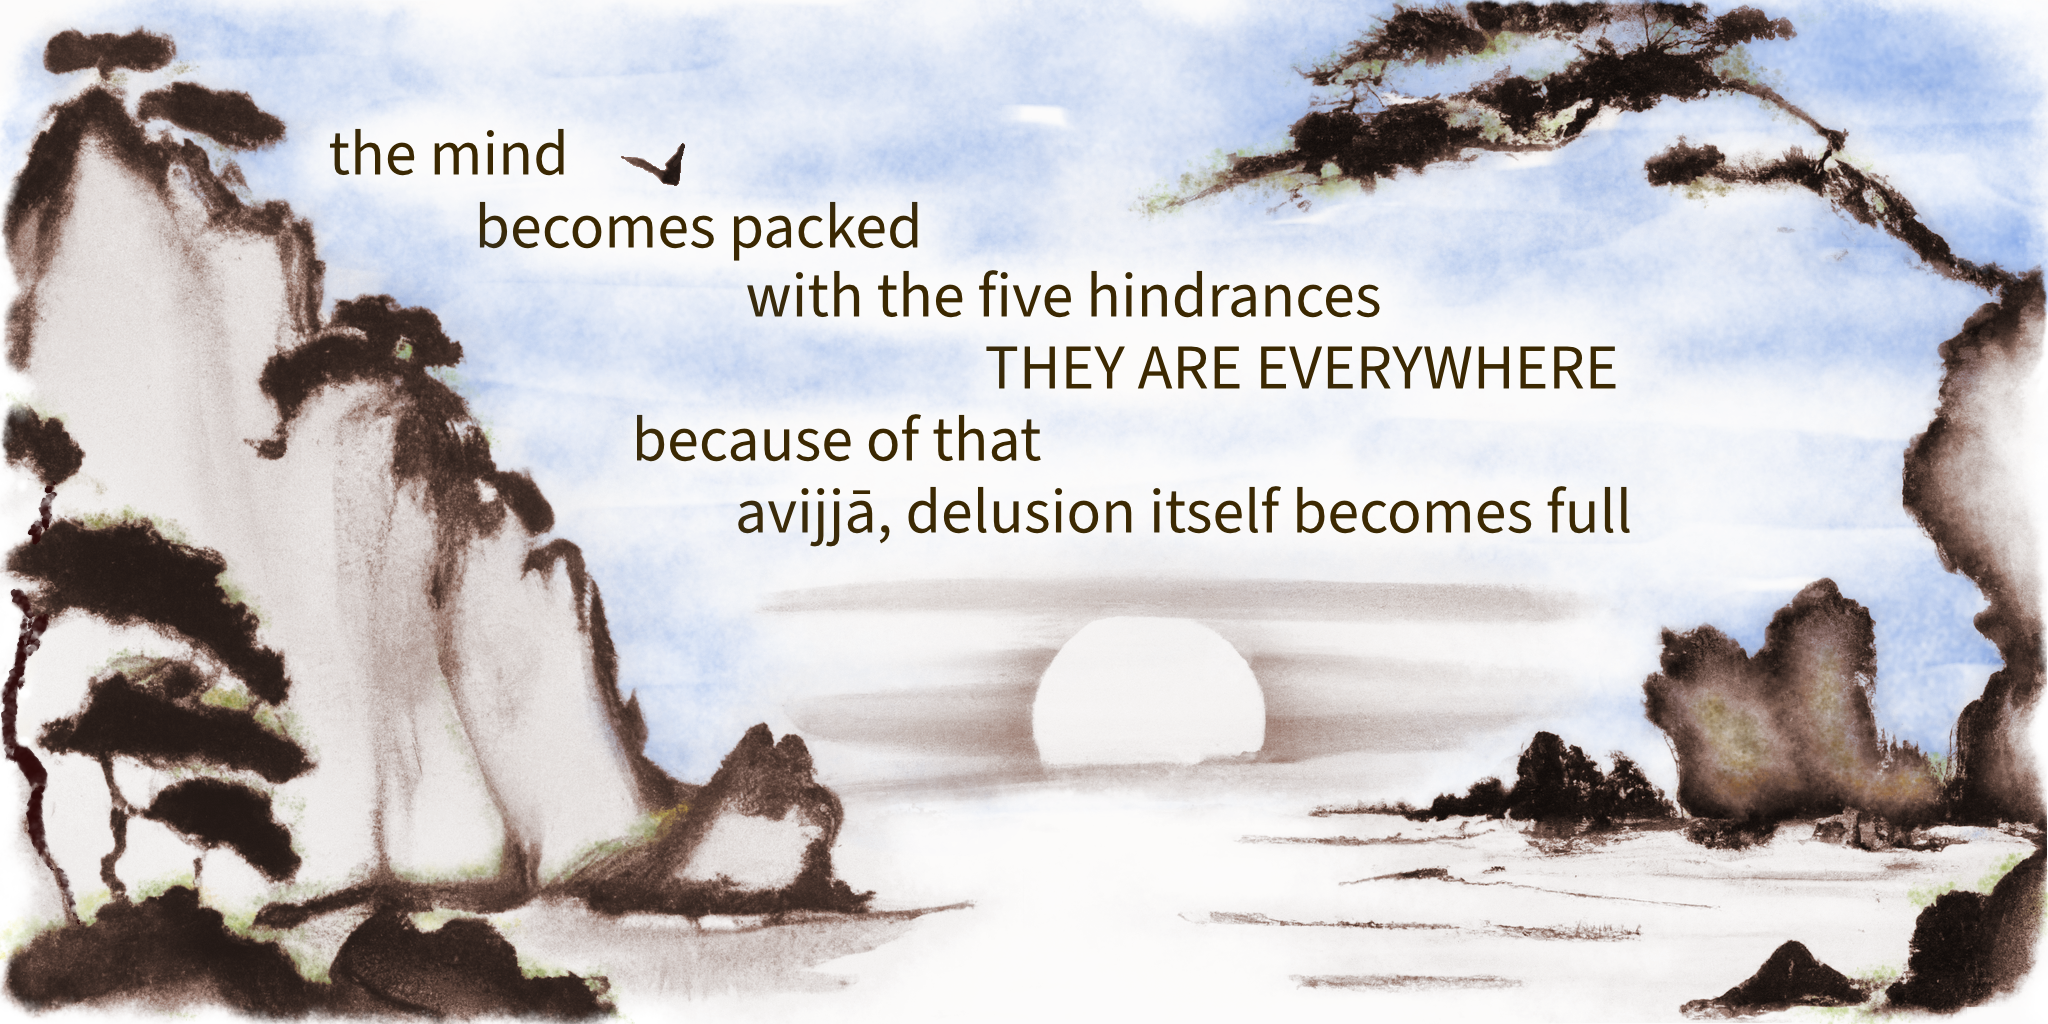 the mind
becomes packed
with the five hindrances
THEY ARE EVERYWHERE
because of that
avijjā, delusion itself becomes full